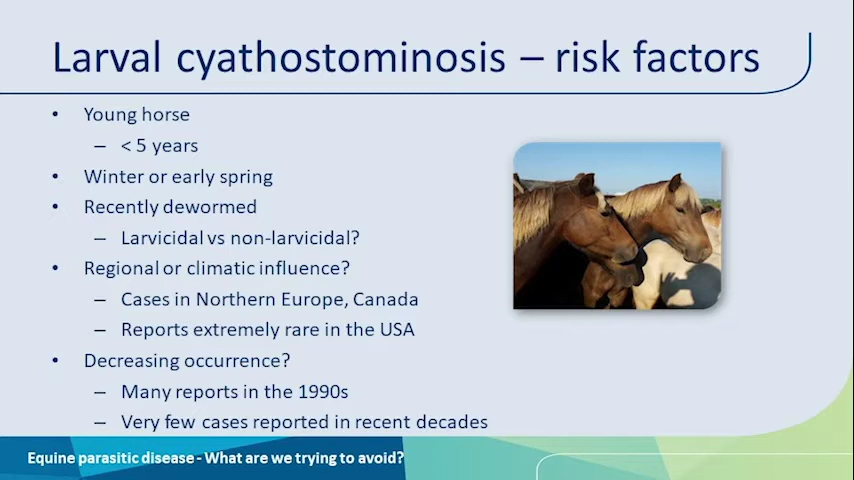 Larval cyathostominosis – risk factors
• Young horse
– < 5 years
• Winter or early spring
• Recently dewormed
– Larvicidal vs non-larvicidal?
• Regional or climatic influence?
– Cases in Northern Europe, Canada
– Reports extremely rare in the USA
• Decreasing occurrence?
– Many reports in the 1990s
– Very few cases reported in recent decades
Equine parasitic disease - What are we trying to avoid?